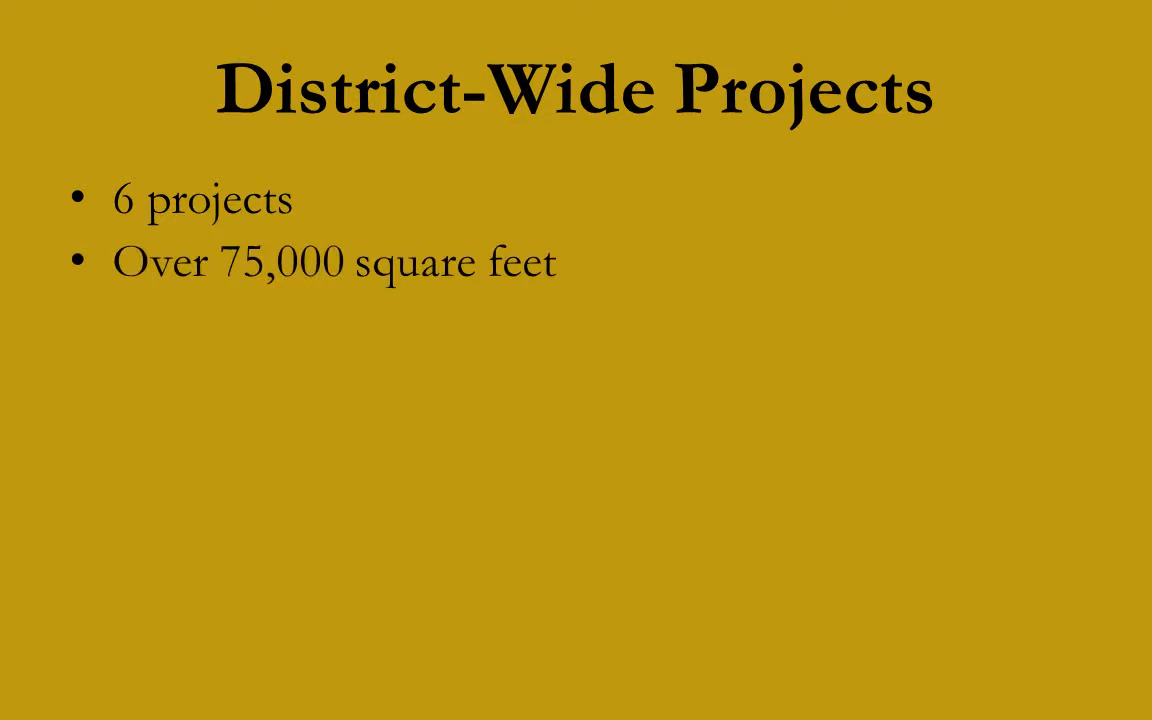 District-Wide Projects
• 6 projects
• Over 75,000 square feet